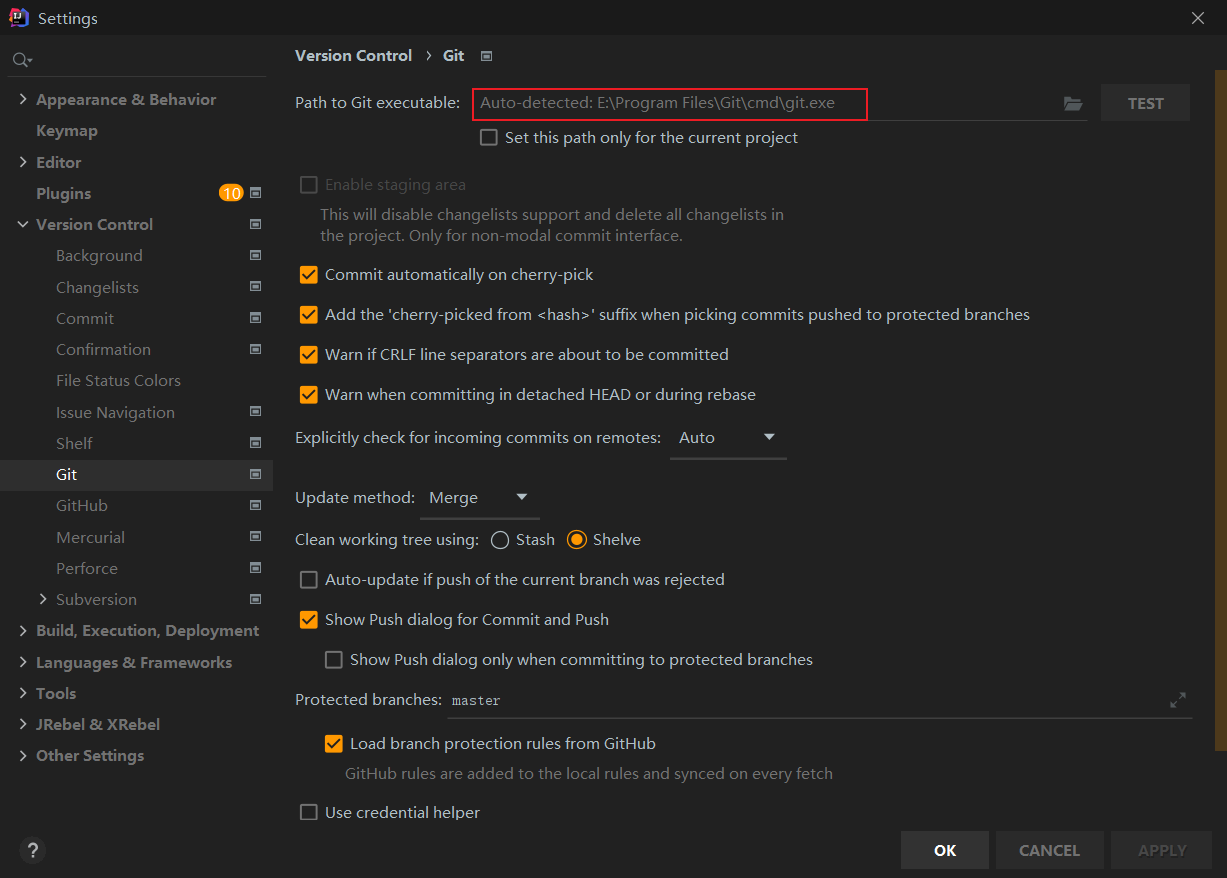 Settings
Appearance & Behavior
Keymap
Editor
Plugins 10
Version Control
Background
Changelists
Commit
Confirmation
File Status Colors
Issue Navigation
Shelf
Git
GitHub
Mercurial
Perforce
Subversion
Build, Execution, Deployment
Languages & Frameworks
Tools
JRebel & XRebel
Other Settings
?
Version Control › Git
Path to Git executable: Auto-detected: E:\Program Files\Git\cmd\git.exe TEST
Set this path only for the current project
Enable staging area
This will disable changelists support and delete all changelists in
the project. Only for non-modal commit interface.
Commit automatically on cherry-pick
Add the 'cherry-picked from <hash>' suffix when picking commits pushed to protected branches
Warn if CRLF line separators are about to be committed
Warn when committing in detached HEAD or during rebase
Explicitly check for incoming commits on remotes: Auto
Update method: Merge
Clean working tree using: Stash Shelve
Auto-update if push of the current branch was rejected
Show Push dialog for Commit and Push
Show Push dialog only when committing to protected branches
Protected branches: master
Load branch protection rules from GitHub
GitHub rules are added to the local rules and synced on every fetch
Use credential helper
OK CANCEL APPLY